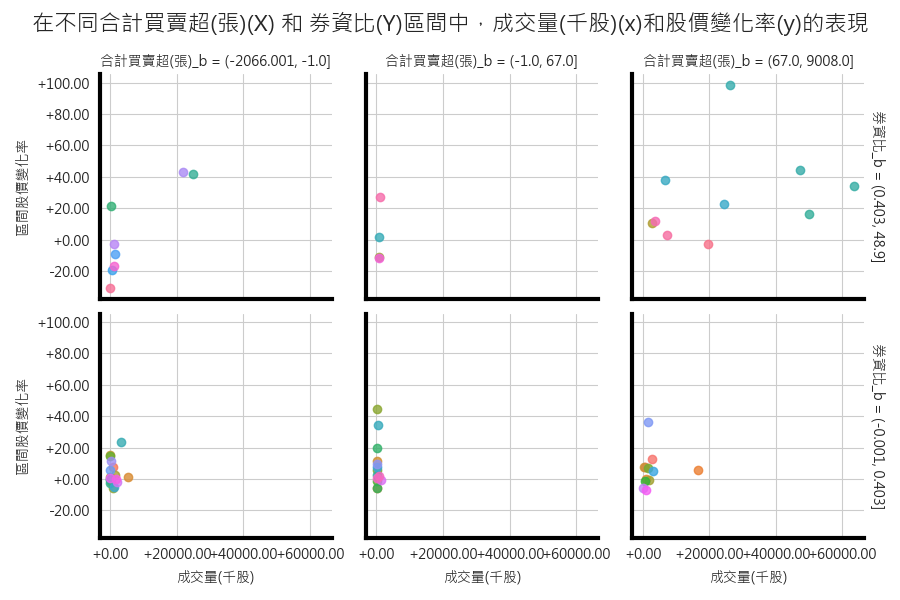 在不同合計買賣超(張)(X) 和 券資比(Y)區間中，成交量(千股)(x)和股價變化率(y)的表現
合計買賣超(張)_b = (-2066.001, -1.0]
合計買賣超(張)_b = (-1.0, 67.0]
合計買賣超(張)_b = (67.0, 9008.0]
+100.00
+80.00
+60.00
+40.00
+20.00
+0.00
-20.00
區間股價變化率
券資比_b = (0.403, 48.9]
+100.00
+80.00
+60.00
+40.00
+20.00
+0.00
-20.00
區間股價變化率
券資比_b = (-0.001, 0.403]
+0.00 +20000.00 +40000.00 +60000.00
+0.00 +20000.00 +40000.00 +60000.00
+0.00 +20000.00 +40000.00 +60000.00
成交量(千股)
成交量(千股)
成交量(千股)